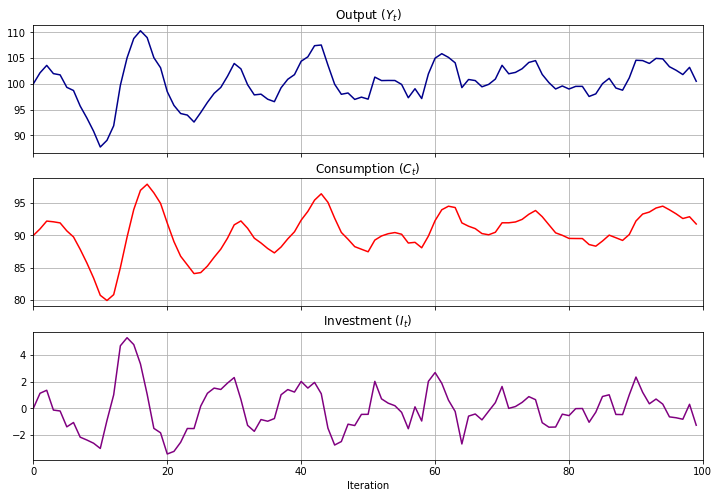 Output (Y_t)
110
105
100
95
90
Consumption (C_t)
95
90
85
80
Investment (I_t)
4
2
0
−2
0 20 40 60 80 100
Iteration